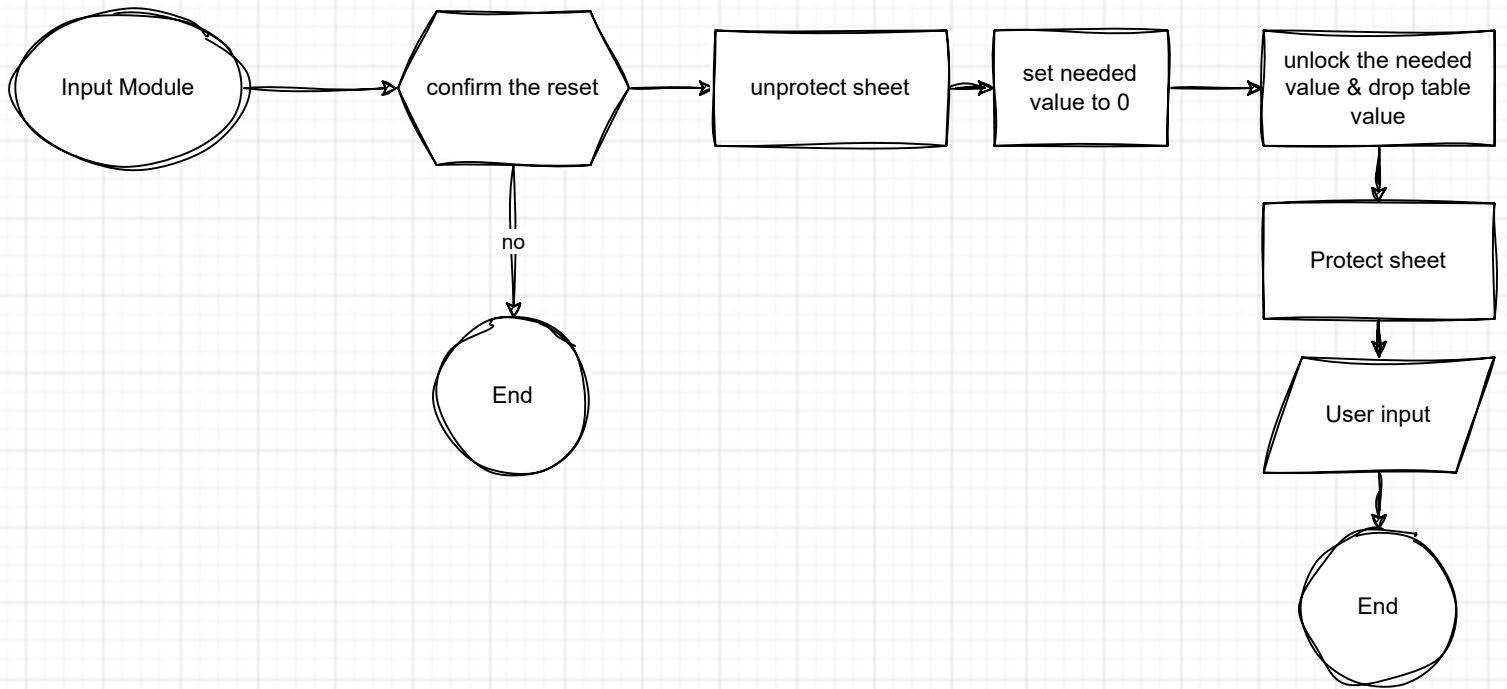 Input Module
confirm the reset
unprotect sheet
set needed
value to 0
unlock the needed
value & drop table
value
no
Protect sheet
End
User input
End